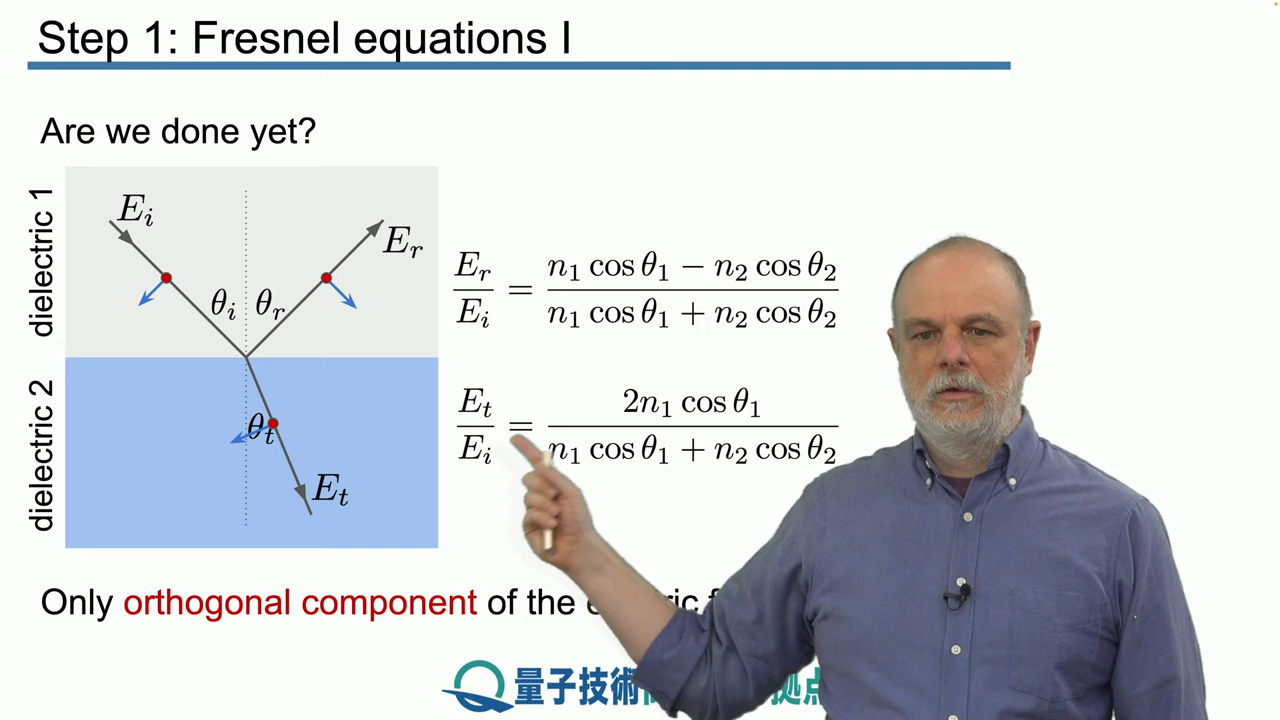 Step 1: Fresnel equations I
Are we done yet?
dielectric 1
dielectric 2
E_i
E_r
θ_i θ_r
θ_t
E_t
E_r/E_i = (n_1 cos θ_1 − n_2 cos θ_2)/(n_1 cos θ_1 + n_2 cos θ_2)
E_t/E_i = 2n_1 cos θ_1/(n_1 cos θ_1 + n_2 cos θ_2)
Only orthogonal component of the
量子技術